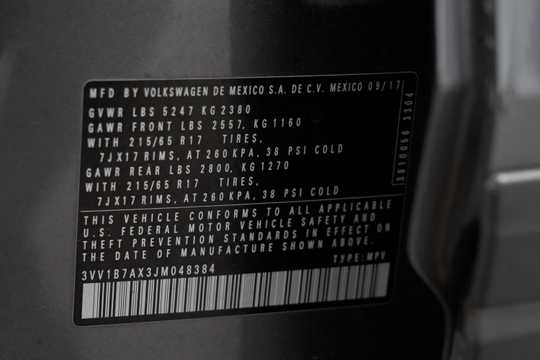 MFD BY VOLKSWAGEN DE MEXICO S.A. DE C.V. MEXICO 09/17
GVWR LBS 5247 KG 2380
GAWR FRONT LBS 2557, KG 1160
WITH 215/65 R17 TIRES,
7JX17 RIMS, AT 260 KPA, 38 PSI COLD
GAWR REAR LBS 2800, KG 1270
WITH 215/65 R17 TIRES,
7JX17 RIMS, AT 260 KPA, 38 PSI COLD
THIS VEHICLE CONFORMS TO ALL APPLICABLE
U.S. FEDERAL MOTOR VEHICLE SAFETY AND
THEFT PREVENTION STANDARDS IN EFFECT ON
THE DATE OF MANUFACTURE SHOWN ABOVE.
3VV1B7AX3JM048384 TYPE: MPV